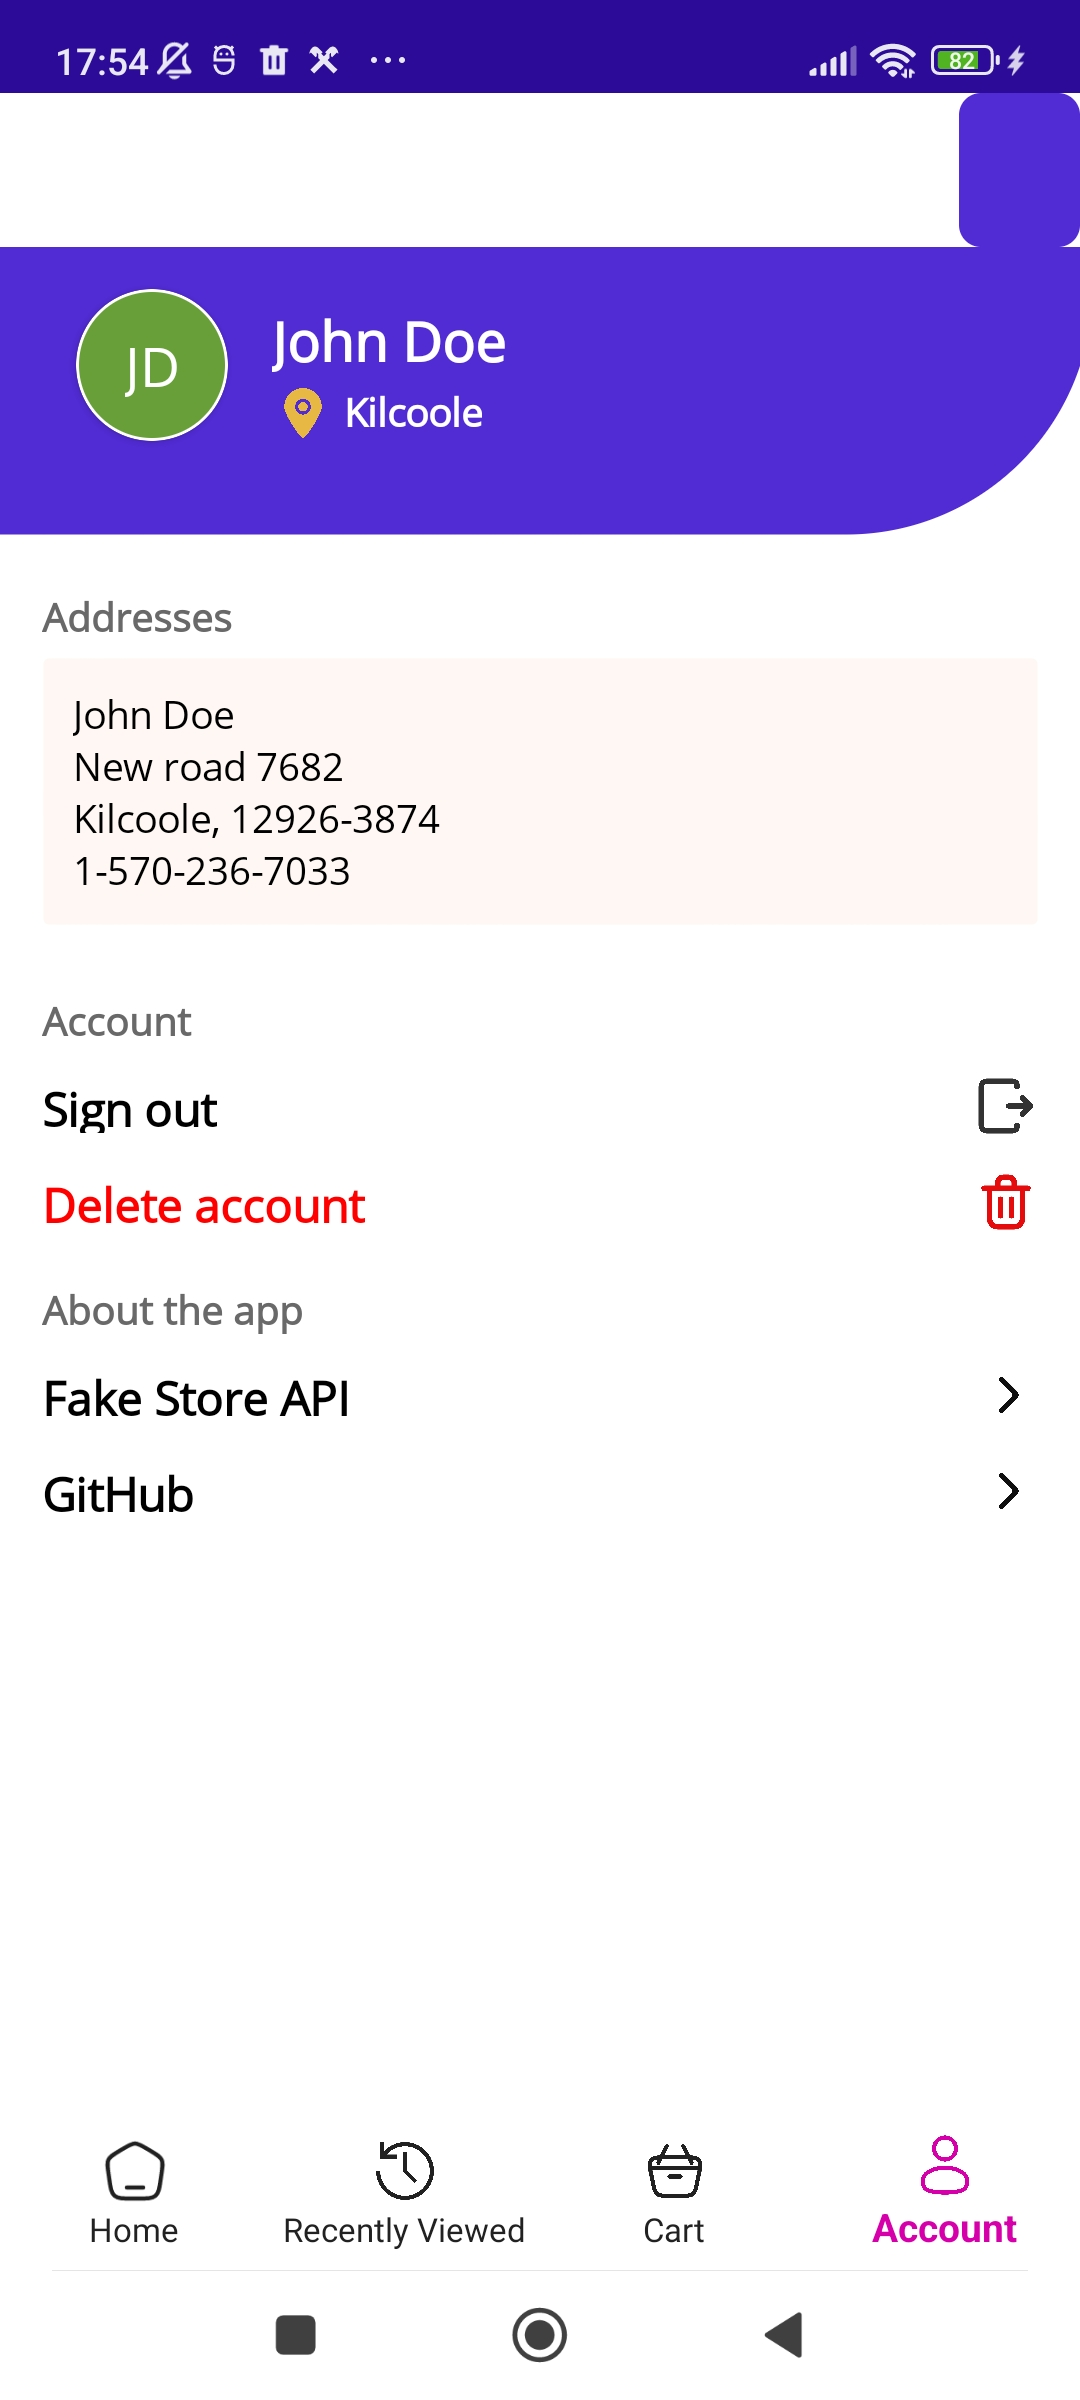 17:54
82
JD
John Doe
Kilcoole
Addresses
John Doe
New road 7682
Kilcoole, 12926-3874
1-570-236-7033
Account
Sign out
Delete account
About the app
Fake Store API
GitHub
Home
Recently Viewed
Cart
Account